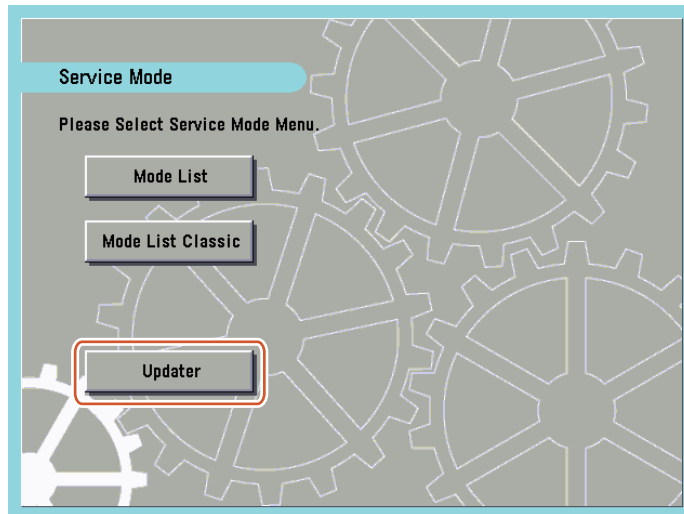 Service Mode
Please Select Service Mode Menu.
Mode List
Mode List Classic
Updater